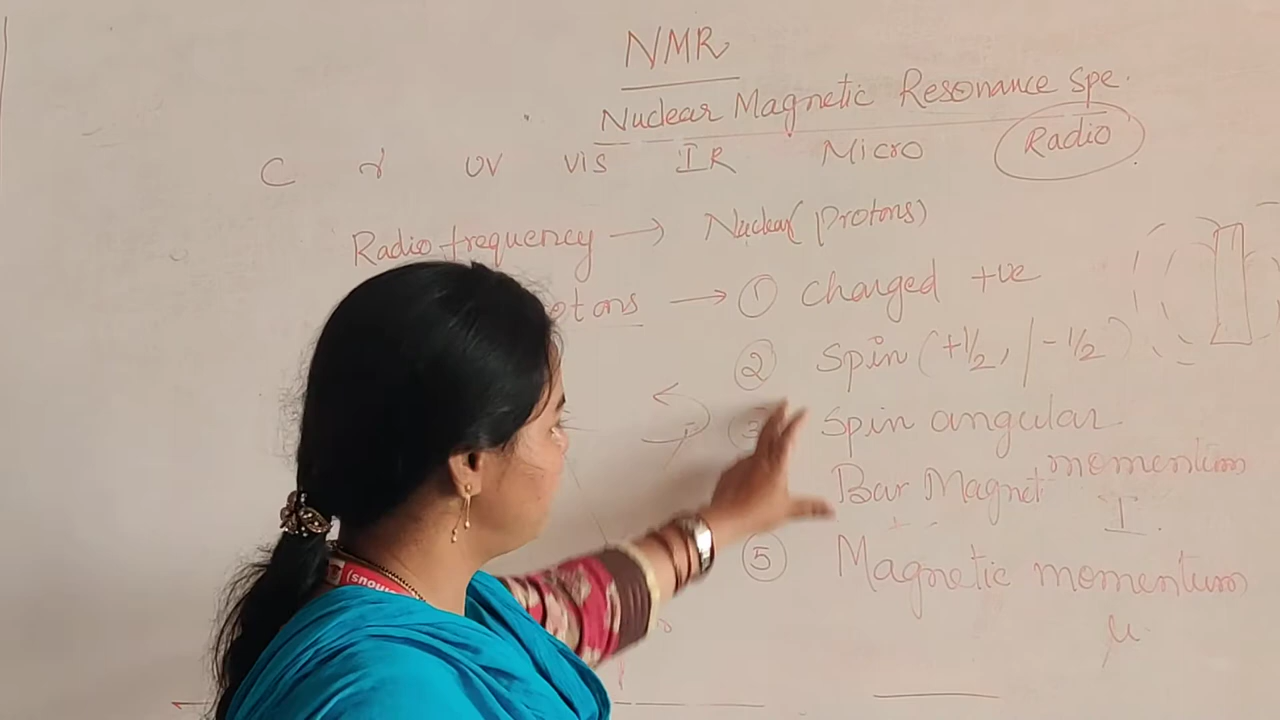 NMR
Nuclear Magnetic Resonance Spe.
C γ UV Vis IR Micro Radio
Radio frequency → Nuclear (Protons)
otons → ① Charged +ve
② Spin (+1/2, / -1/2)
③ Spin angular momentum I
Bar Magnet
⑤ Magnetic momentum
μ